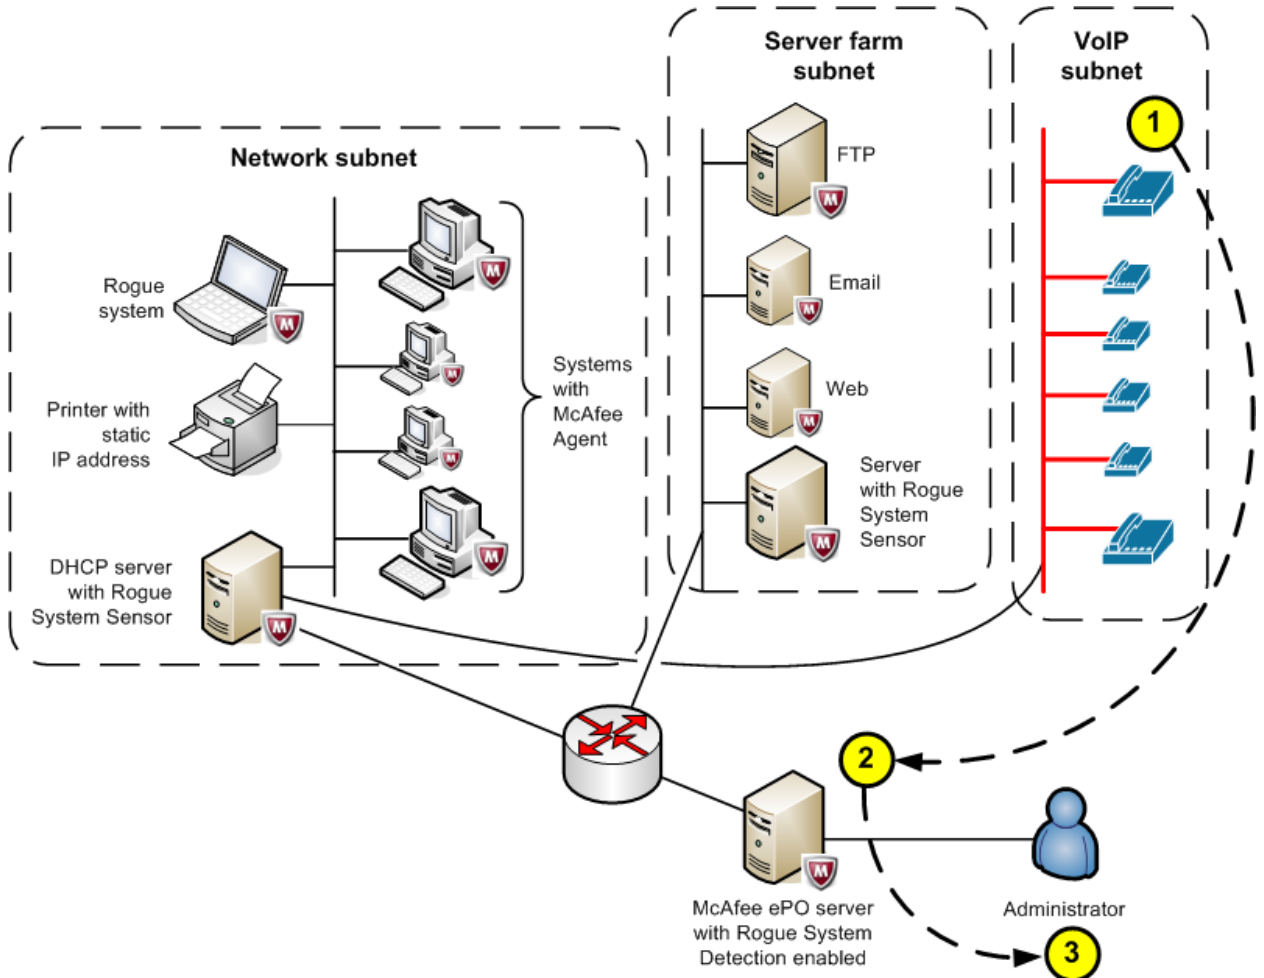 Server farm
subnet
VoIP
subnet
1
Network subnet
FTP
Rogue
system
Email
Systems
with
McAfee
Agent
Web
Printer with
static
IP address
Server
with Rogue
System
Sensor
DHCP server
with Rogue
System Sensor
2
McAfee ePO server
with Rogue System
Detection enabled
Administrator
3